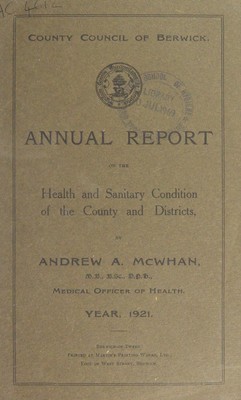 COUNTY COUNCIL OF BERWICK.
ANNUAL REPORT
ON THE
Health and Sanitary Condition
of the County and Districts,
BY
ANDREW A. McWHAN,
M.B., B.Sc., D.P.H.,
MEDICAL OFFICER OF HEALTH.
YEAR, 1921.